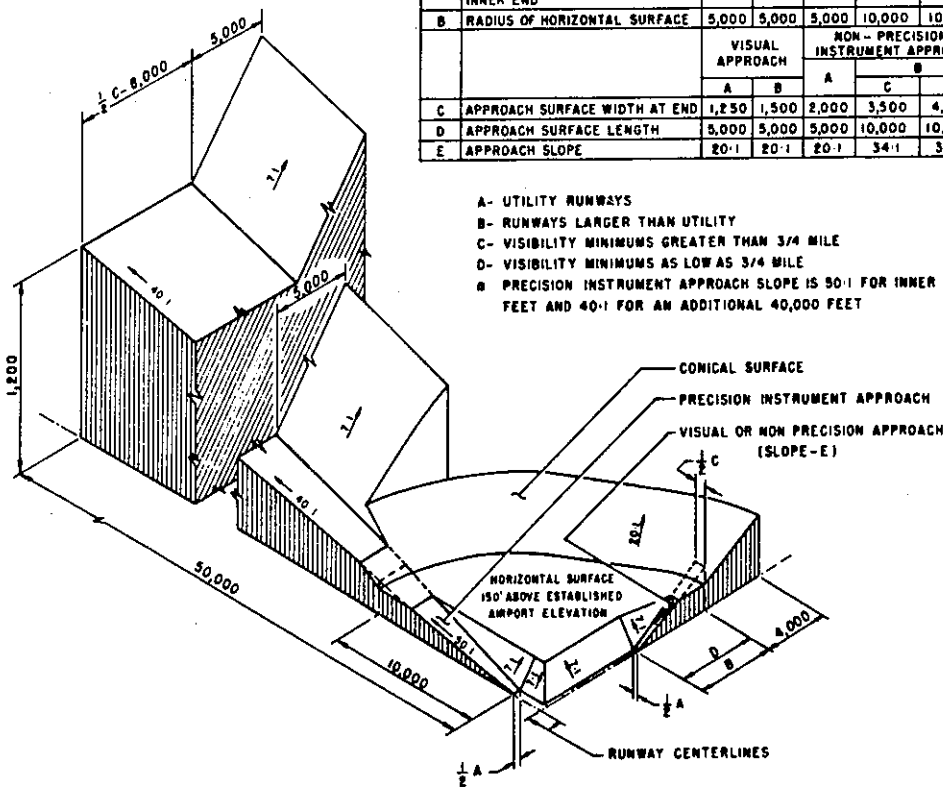 INNER END
B RADIUS OF HORIZONTAL SURFACE 5,000 5,000 5,000 10,000 10
VISUAL APPROACH
NON-PRECISION INSTRUMENT APPR
A B A B
C
C APPROACH SURFACE WIDTH AT END 1,250 1,500 2,000 3,500 4,
D APPROACH SURFACE LENGTH 5,000 5,000 5,000 10,000 10,
E APPROACH SLOPE 20:1 20:1 20:1 34:1 3
A- UTILITY RUNWAYS
B- RUNWAYS LARGER THAN UTILITY
C- VISIBILITY MINIMUMS GREATER THAN 3/4 MILE
D- VISIBILITY MINIMUMS AS LOW AS 3/4 MILE
PRECISION INSTRUMENT APPROACH SLOPE IS 50:1 FOR INNER
FEET AND 40:1 FOR AN ADDITIONAL 40,000 FEET
5,000
1/2 C-8,000
7:1
40:1
5,000
1,200
7:1
CONICAL SURFACE
PRECISION INSTRUMENT APPROACH
VISUAL OR NON PRECISION APPROACH
(SLOPE-E)
1/2 C
40:1
20:1
50,000
HORIZONTAL SURFACE
150' ABOVE ESTABLISHED
AIRPORT ELEVATION
50:1
7:1
7:1
7:1
7:1
4,000
D
B
10,000
1/2 A
RUNWAY CENTERLINES
1/2 A